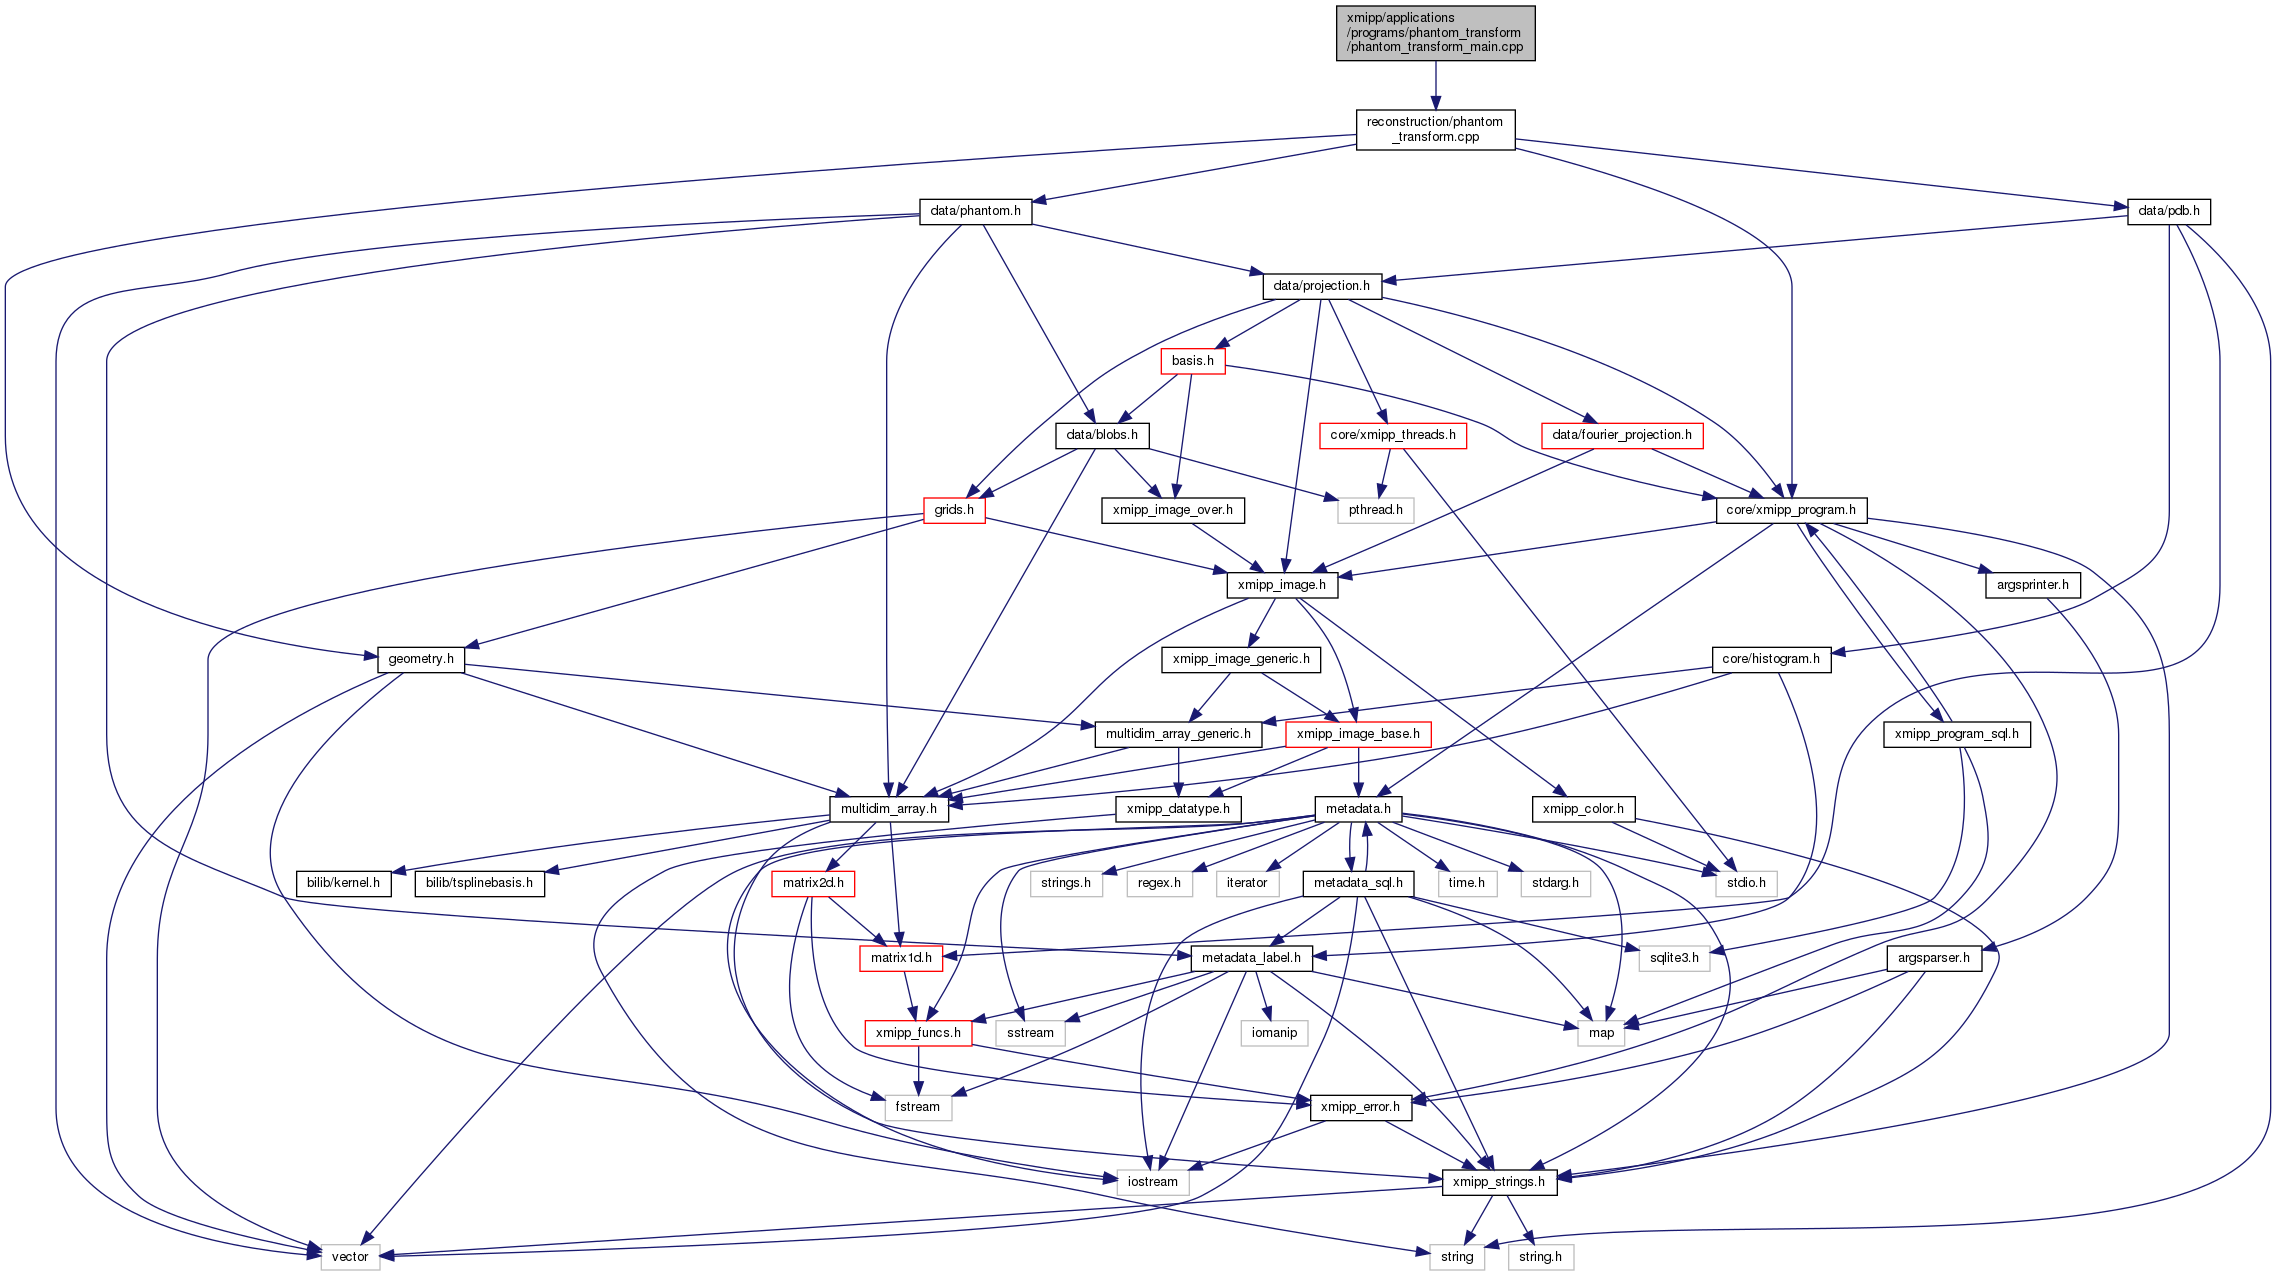 xmipp/applications
/programs/phantom_transform
/phantom_transform_main.cpp
reconstruction/phantom
_transform.cpp
data/phantom.h
data/pdb.h
data/projection.h
basis.h
data/blobs.h
core/xmipp_threads.h
data/fourier_projection.h
grids.h
xmipp_image_over.h
pthread.h
core/xmipp_program.h
xmipp_image.h
argsprinter.h
geometry.h
xmipp_image_generic.h
core/histogram.h
multidim_array_generic.h
xmipp_image_base.h
xmipp_program_sql.h
multidim_array.h
xmipp_datatype.h
metadata.h
xmipp_color.h
bilib/kernel.h
bilib/tsplinebasis.h
matrix2d.h
strings.h
regex.h
iterator
metadata_sql.h
time.h
stdarg.h
stdio.h
matrix1d.h
metadata_label.h
sqlite3.h
argsparser.h
xmipp_funcs.h
sstream
iomanip
map
fstream
xmipp_error.h
iostream
xmipp_strings.h
vector
string
string.h